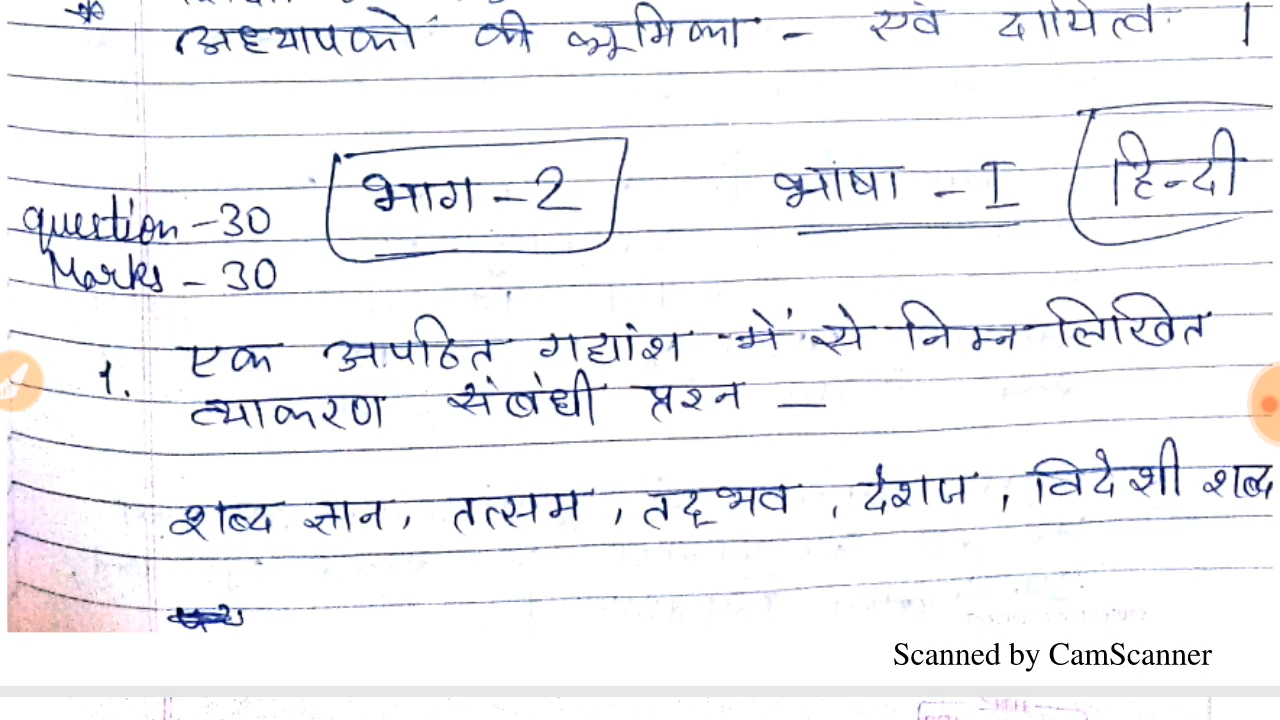 अध्यापकों की भूमिका - एवं दायित्व ।
भाग - 2 भाषा - I हिन्दी
question - 30
Marks - 30
1. एक अपठित गद्यांश में से निम्न लिखित
व्याकरण संबंधी प्रश्न —
शब्द ज्ञान, तत्सम, तद्भव, देशज, विदेशी शब्द
Scanned by CamScanner